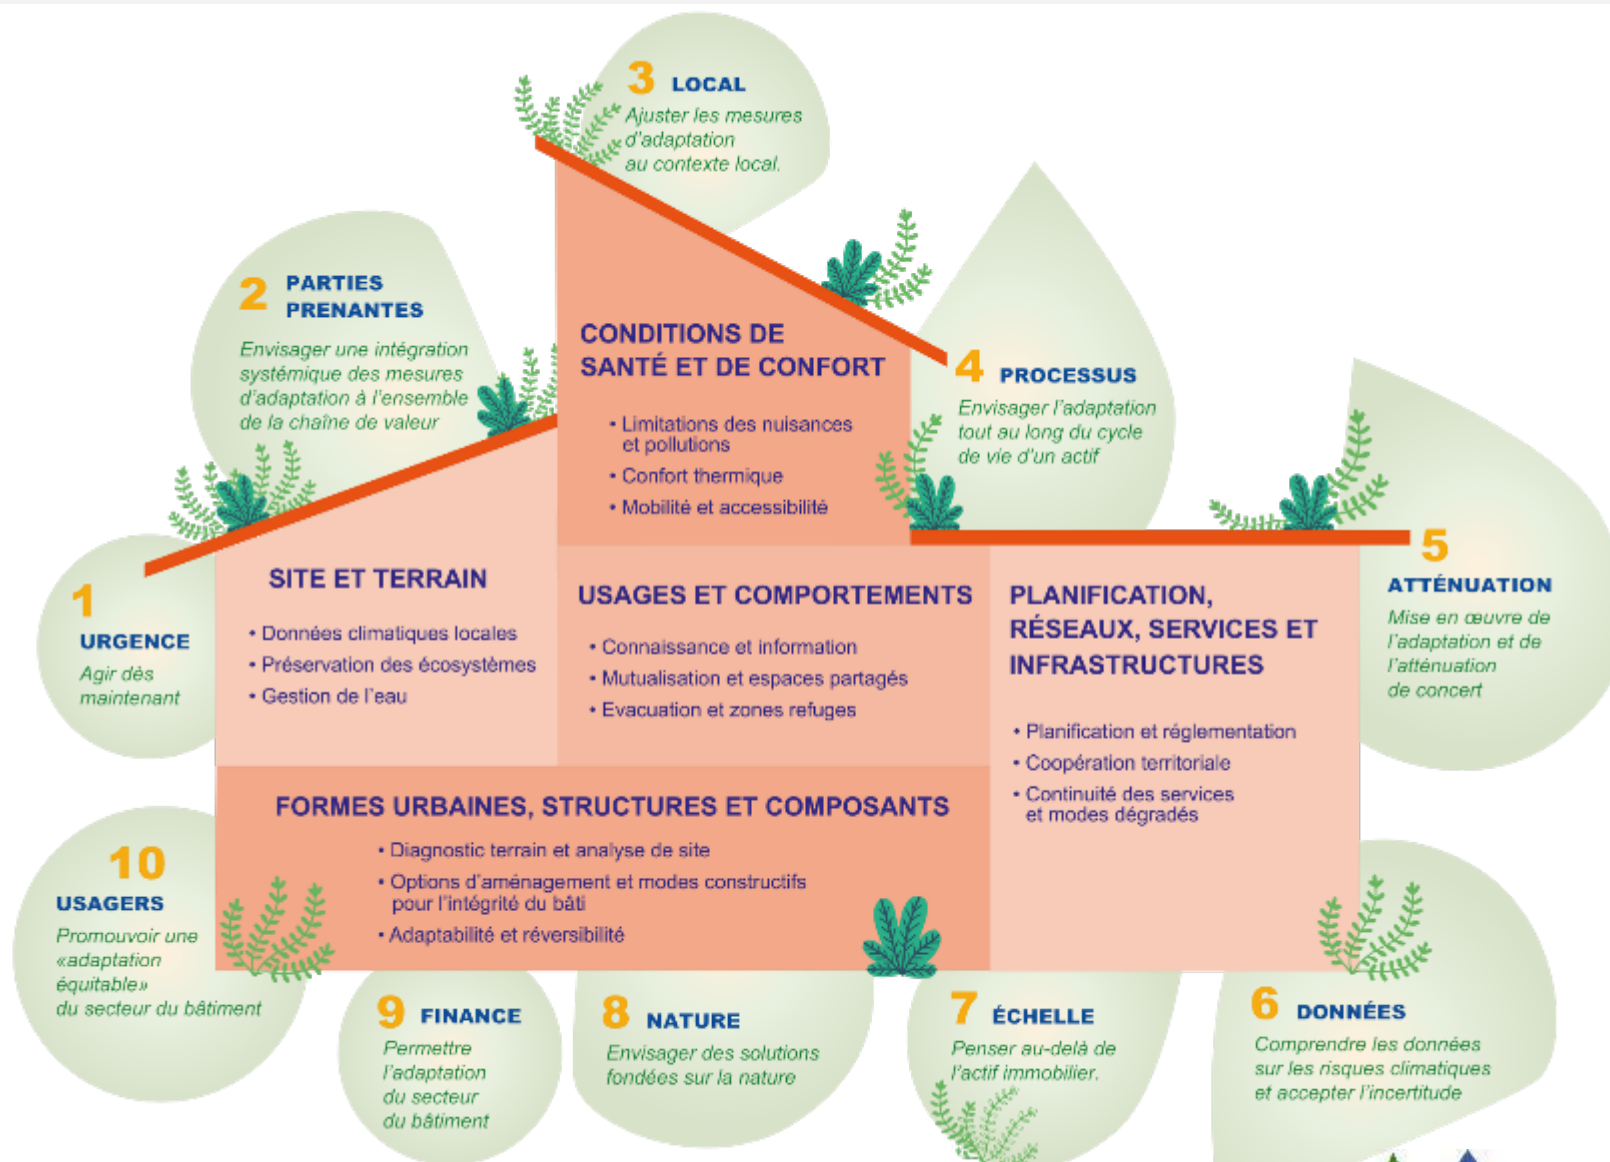 3 LOCAL
Ajuster les mesures
d'adaptation
au contexte local.
2 PARTIES
PRENANTES
Envisager une intégration
systémique des mesures
d'adaptation à l'ensemble
de la chaîne de valeur
CONDITIONS DE
SANTÉ ET DE CONFORT
• Limitations des nuisances
et pollutions
• Confort thermique
• Mobilité et accessibilité
4 PROCESSUS
Envisager l'adaptation
tout au long du cycle
de vie d'un actif
1
URGENCE
Agir dès
maintenant
SITE ET TERRAIN
• Données climatiques locales
• Préservation des écosystèmes
• Gestion de l'eau
USAGES ET COMPORTEMENTS
• Connaissance et information
• Mutualisation et espaces partagés
• Evacuation et zones refuges
PLANIFICATION,
RÉSEAUX, SERVICES ET
INFRASTRUCTURES
• Planification et réglementation
• Coopération territoriale
• Continuité des services
et modes dégradés
5
ATTÉNUATION
Mise en œuvre de
l'adaptation et de
l'atténuation
de concert
FORMES URBAINES, STRUCTURES ET COMPOSANTS
• Diagnostic terrain et analyse de site
• Options d'aménagement et modes constructifs
pour l'intégrité du bâti
• Adaptabilité et réversibilité
10
USAGERS
Promouvoir une
«adaptation
équitable»
du secteur du bâtiment
9 FINANCE
Permettre
l'adaptation
du secteur
du bâtiment
8 NATURE
Envisager des solutions
fondées sur la nature
7 ÉCHELLE
Penser au-delà de
l'actif immobilier.
6 DONNÉES
Comprendre les données
sur les risques climatiques
et accepter l'incertitude